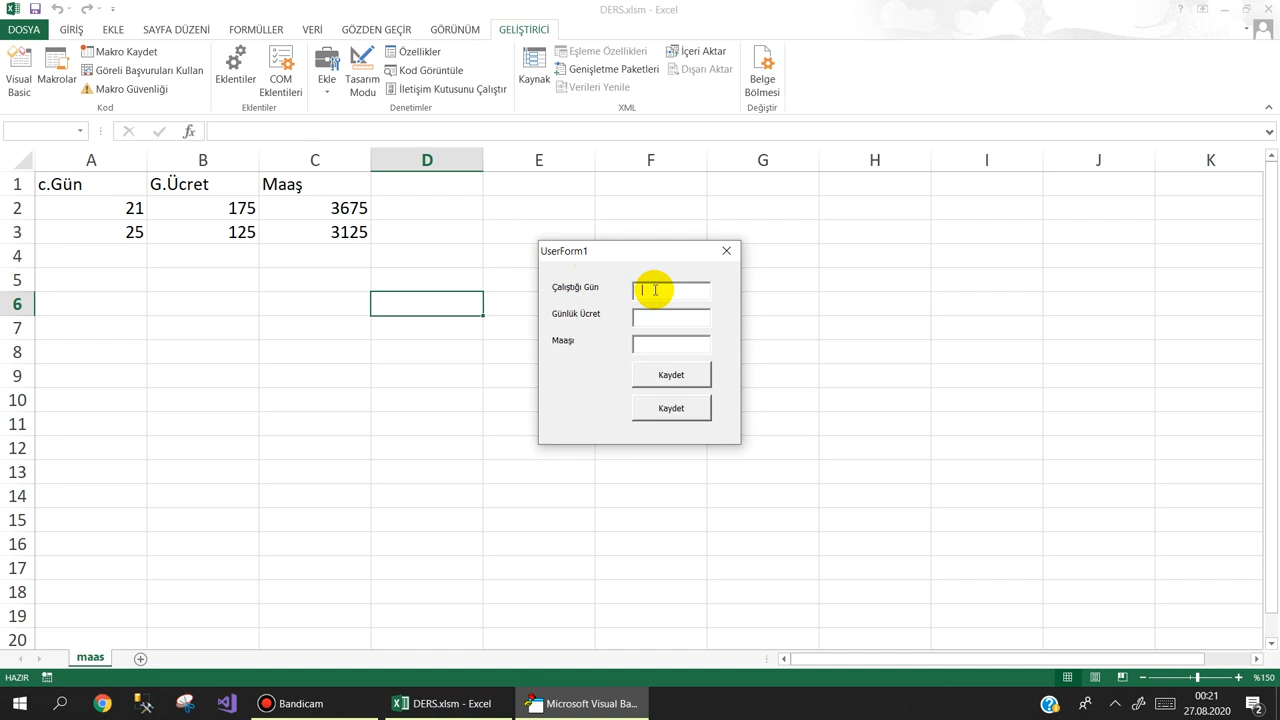 DERS.xlsm - Excel
DOSYA GİRİŞ EKLE SAYFA DÜZENİ FORMÜLLER VERİ GÖZDEN GEÇİR GÖRÜNÜM GELİŞTİRİCİ
Visual Basic
Makrolar
Makro Kaydet
Göreli Başvuruları Kullan
Makro Güvenliği
Kod
Eklentiler
COM Eklentileri
Eklentiler
Ekle
Tasarım Modu
Özellikler
Kod Görüntüle
İletişim Kutusunu Çalıştır
Denetimler
Kaynak
Eşleme Özellikleri
Genişletme Paketleri
Verileri Yenile
İçeri Aktar
Dışarı Aktar
XML
Belge Bölmesi
Değiştir
fx
A B C D E F G H I J K
1 c.Gün G.Ücret Maaş
2 21 175 3675
3 25 125 3125
4
5
6
7
8
9
10
11
12
13
14
15
16
17
18
19
20
UserForm1
Çalıştığı Gün
Günlük Ücret
Maaşı
Kaydet
Kaydet
maas
HAZIR
%150
Bandicam
DERS.xlsm - Excel
Microsoft Visual Ba...
00:21
27.08.2020
2